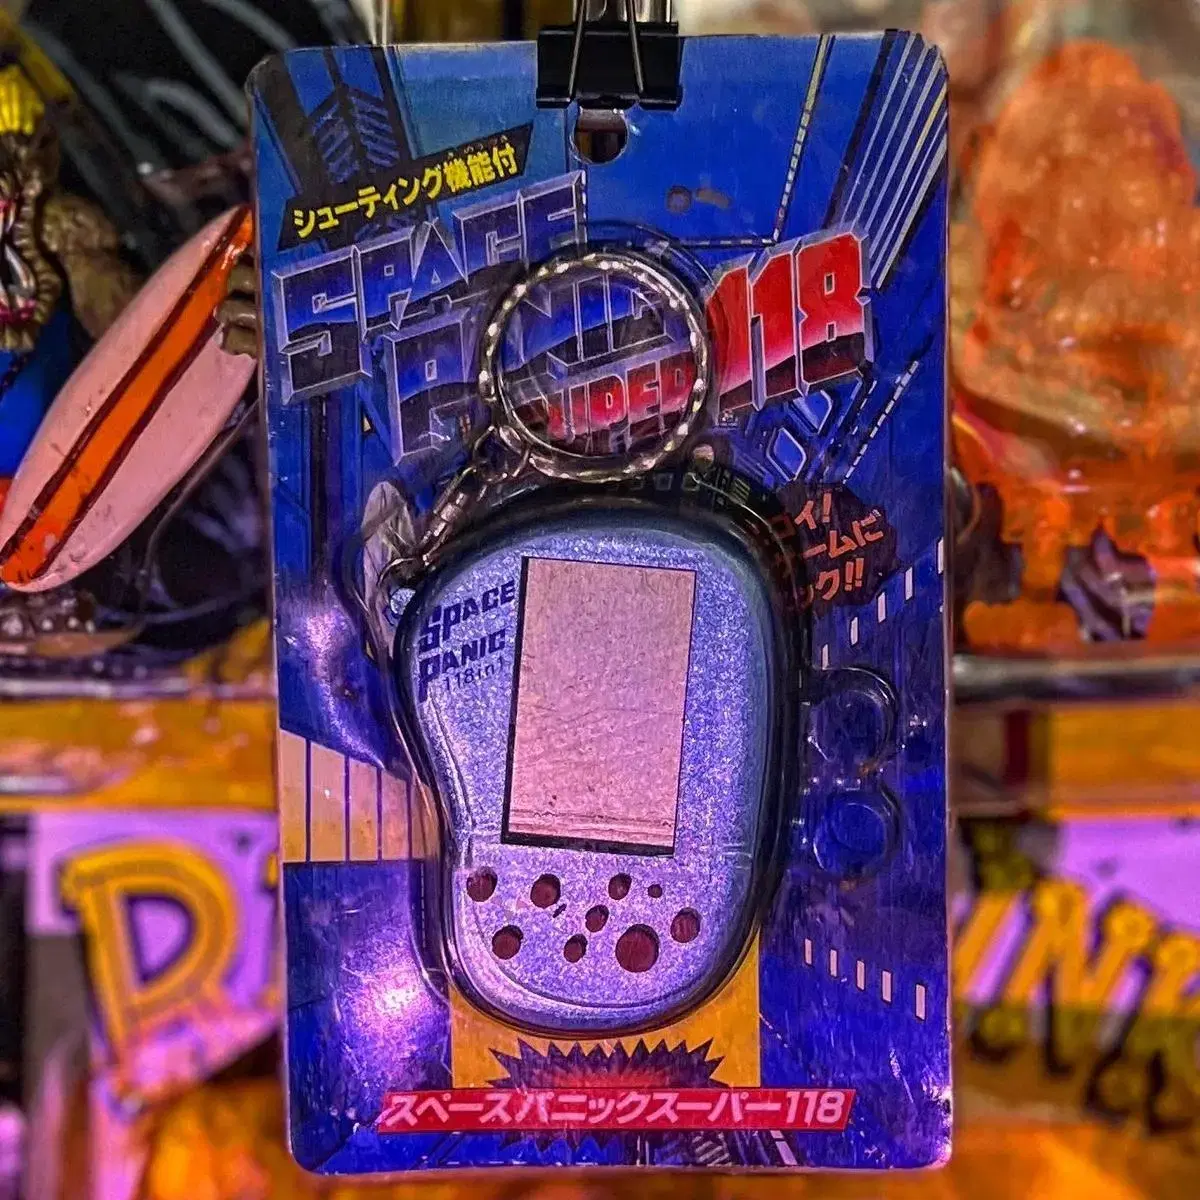 シューティング機能付
SPACE
PANIC
SUPER 118
SPACE
PANIC
118in1
スペースパニックスーパー118